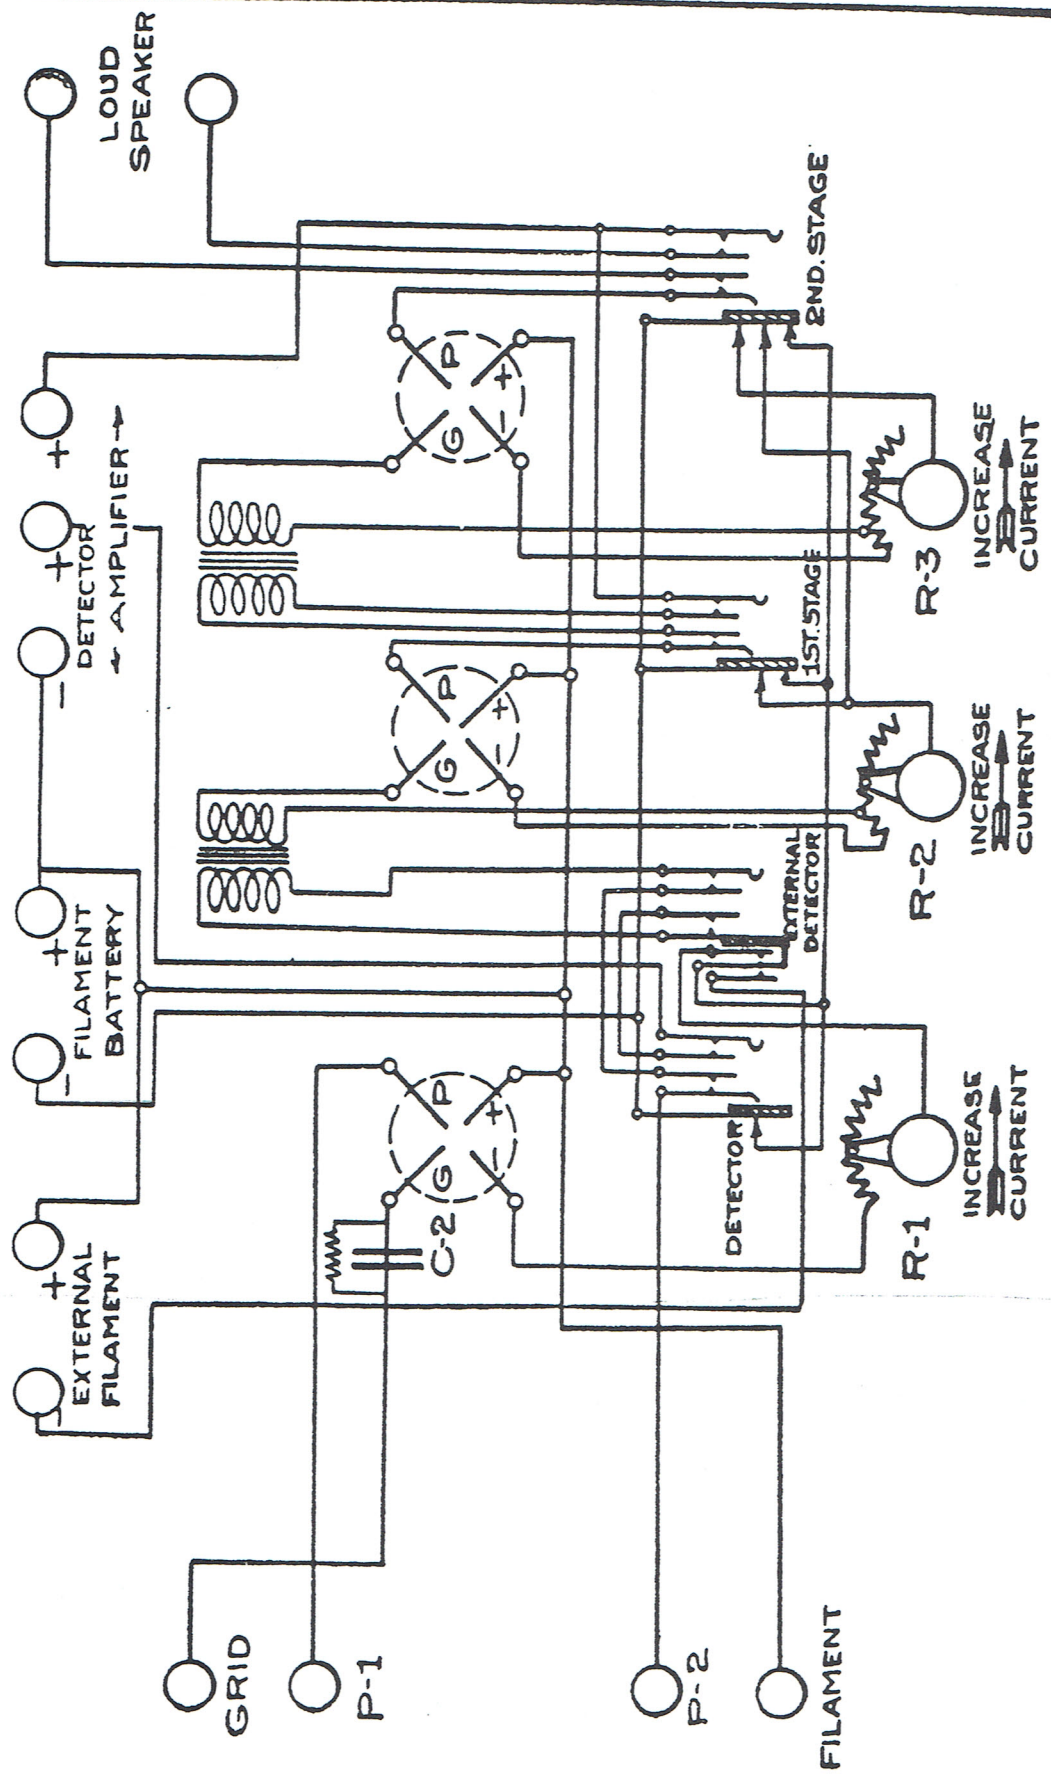 EXTERNAL
FILAMENT
−
+
FILAMENT
BATTERY
−
+
DETECTOR
← AMPLIFIER →
−
+
+
LOUD
SPEAKER
GRID
P-1
P-2
FILAMENT
C-2
G
P
−
+
G
P
−
+
G
P
−
+
DETECTOR
EXTERNAL
DETECTOR
1ST. STAGE
2ND. STAGE
R-1
INCREASE
CURRENT
R-2
INCREASE
CURRENT
R-3
INCREASE
CURRENT